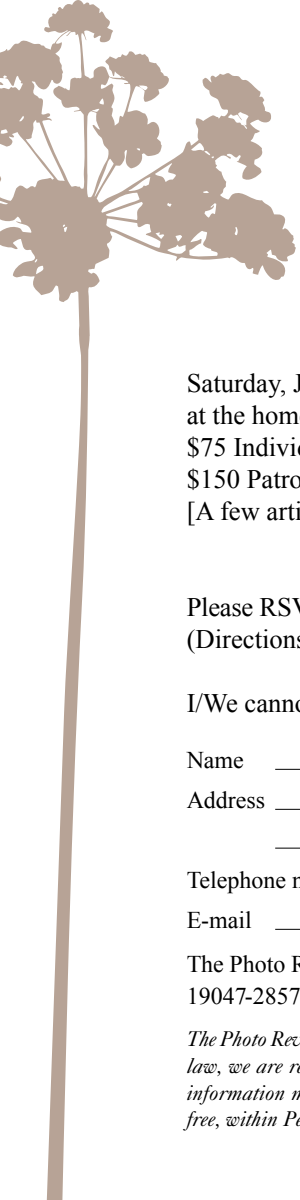 Saturday, J
at the hom
$75 Individ
$150 Patro
[A few arti
Please RSV
(Directions
I/We canno
Name
Address
Telephone n
E-mail
The Photo R
19047-2857
The Photo Rev
law, we are re
information m
free, within Pe